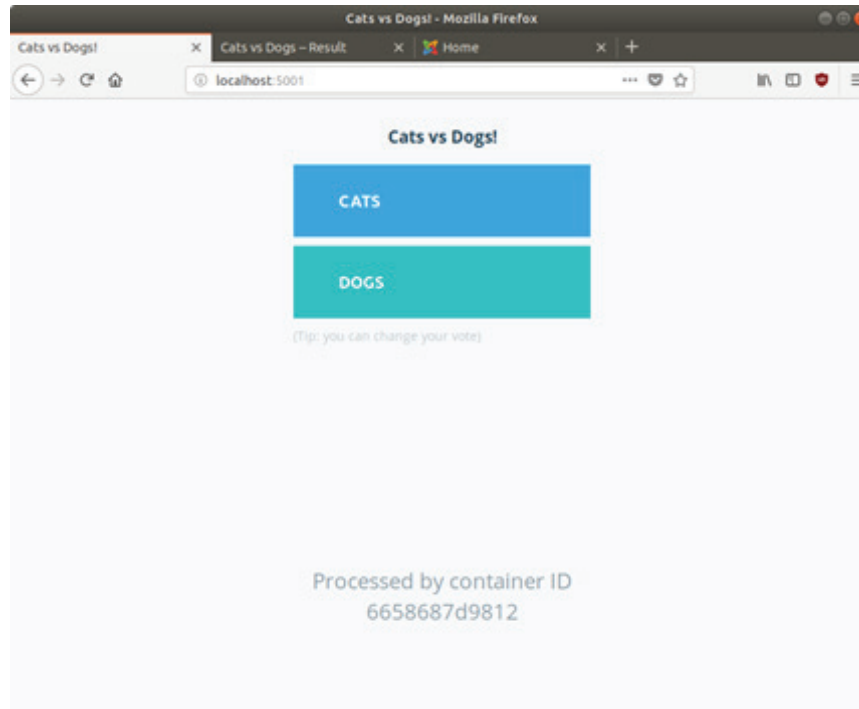 Cats vs Dogs! - Mozilla Firefox
Cats vs Dogs! Cats vs Dogs – Result Home
localhost:5001
Cats vs Dogs!
CATS
DOGS
(Tip: you can change your vote)
Processed by container ID
6658687d9812